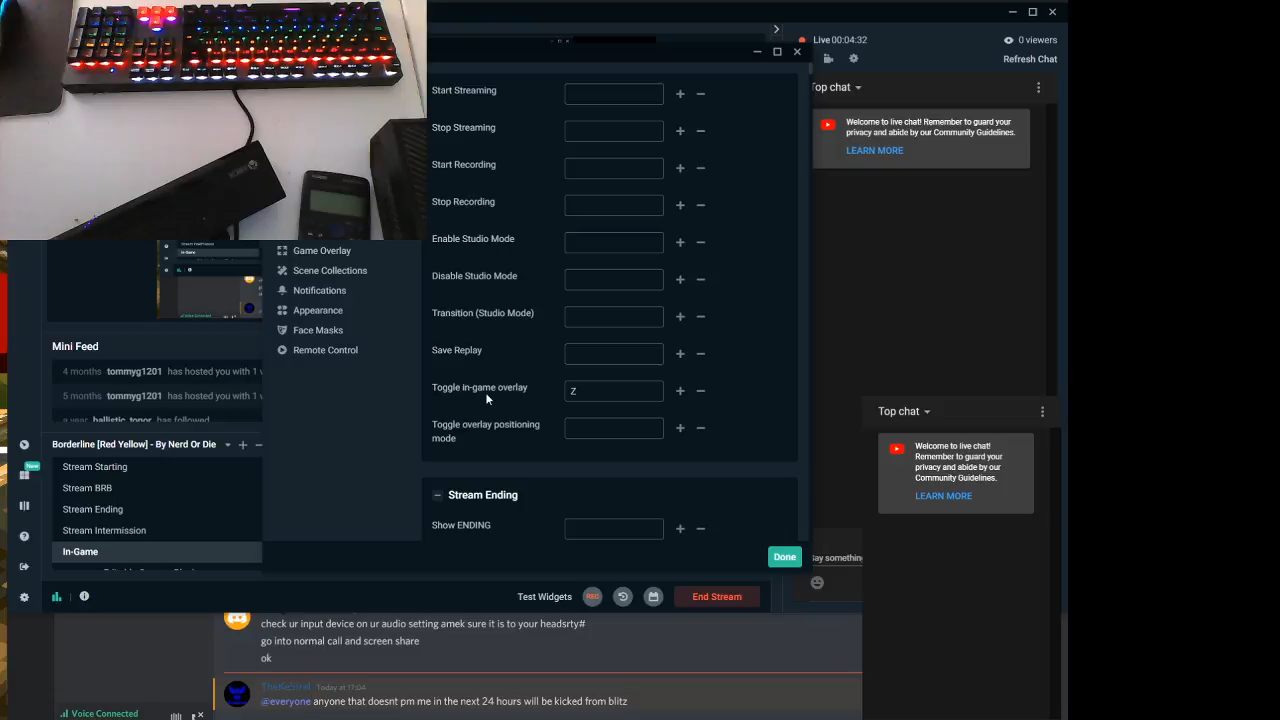 Live 00:04:32
0 viewers
Refresh Chat
Start Streaming
Stop Streaming
Start Recording
Stop Recording
Enable Studio Mode
Disable Studio Mode
Transition (Studio Mode)
Save Replay
Toggle in-game overlay
Z
Toggle overlay positioning
mode
Stream Ending
Show ENDING
Done
Game Overlay
Scene Collections
Notifications
Appearance
Face Masks
Remote Control
Mini Feed
4 months tommyg1201 has hosted you with 1
5 months tommyg1201 has hosted you with 1
a year ballistic_tonor has followed
New
Borderline [Red Yellow] - By Nerd Or Die
Stream Starting
Stream BRB
Stream Ending
Stream Intermission
In-Game
Test Widgets
REC
End Stream
Top chat
Welcome to live chat! Remember to guard your
privacy and abide by our Community Guidelines.
LEARN MORE
Top chat
Welcome to live chat!
Remember to guard your
privacy and abide by our
Community Guidelines.
LEARN MORE
Say something
check ur input device on ur audio setting amek sure it is to your headsrty#
go into normal call and screen share
ok
TheKestrel Today at 17:04
@everyone anyone that doesnt pm me in the next 24 hours will be kicked from blitz
Voice Connected